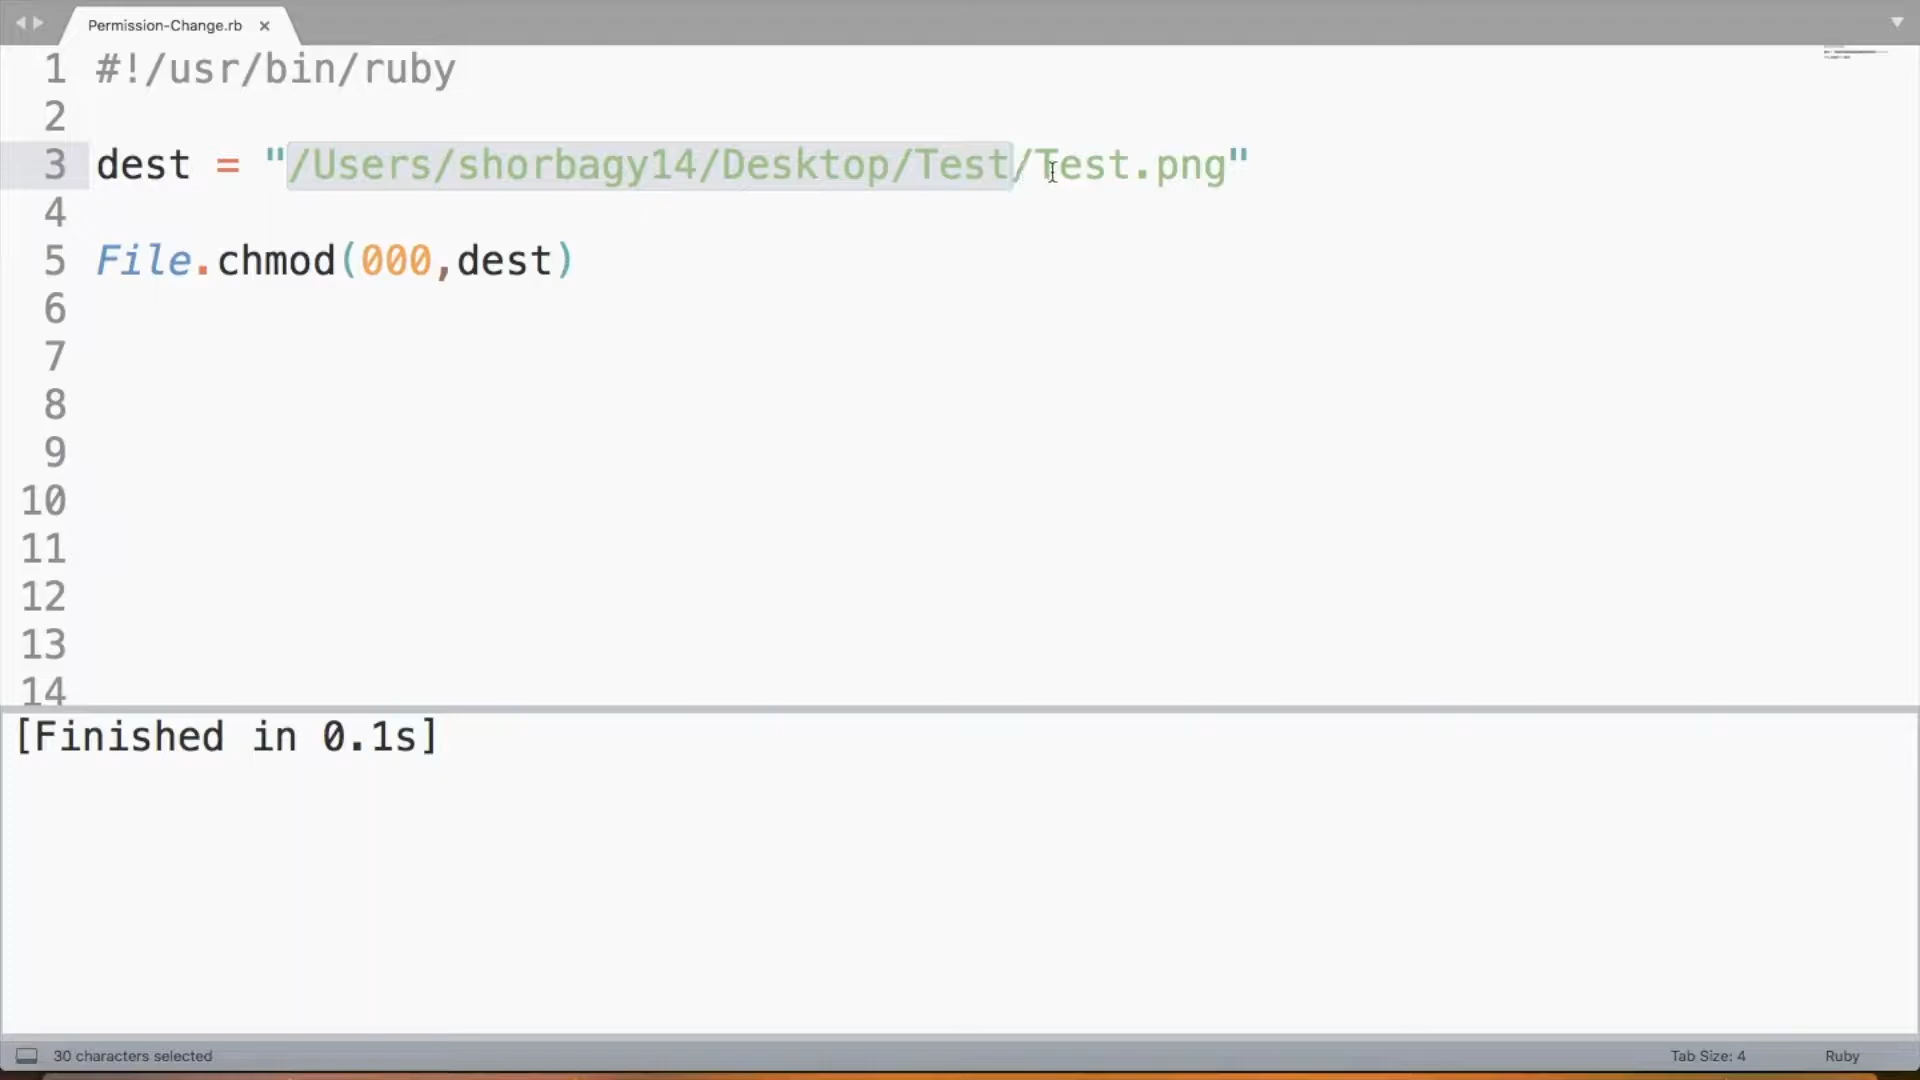 Permission-Change.rb ×
1 #!/usr/bin/ruby
2
3 dest = "/Users/shorbagy14/Desktop/Test/Test.png"
4
5 File.chmod(000,dest)
6
7
8
9
10
11
12
13
14
[Finished in 0.1s]
30 characters selected Tab Size: 4 Ruby